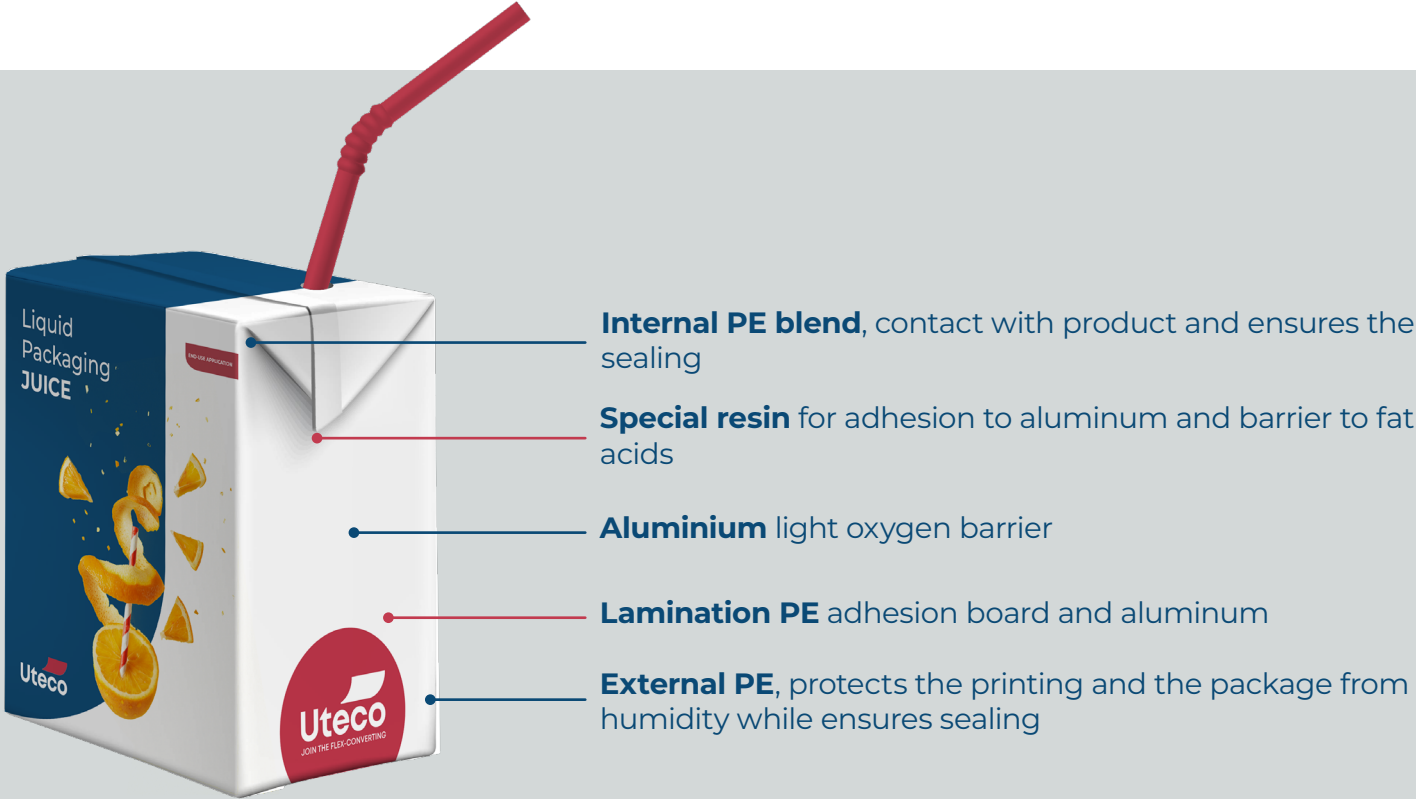 Liquid
Packaging
JUICE
END-USE APPLICATION
Uteco
Uteco
JOIN THE FLEX-CONVERTING
Internal PE blend, contact with product and ensures the
sealing
Special resin for adhesion to aluminum and barrier to fat
acids
Aluminium light oxygen barrier
Lamination PE adhesion board and aluminum
External PE, protects the printing and the package from
humidity while ensures sealing